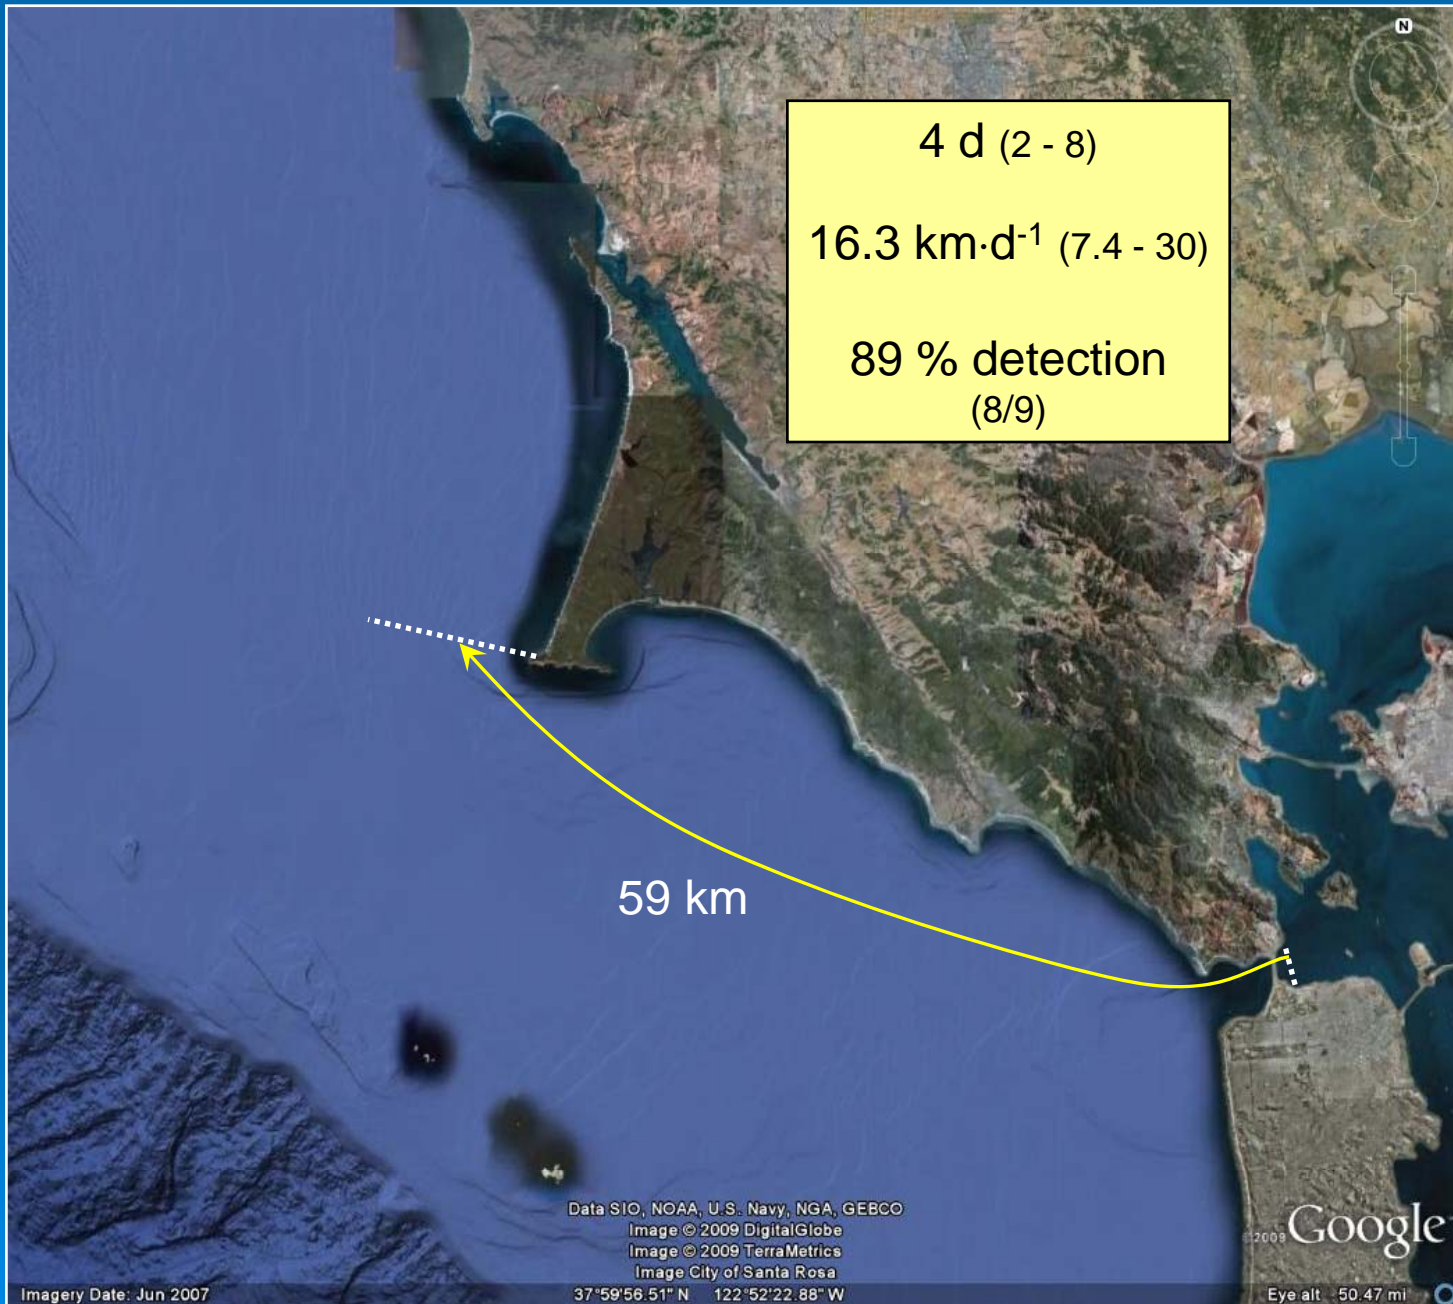 N
4 d (2 - 8)
16.3 km·d⁻¹ (7.4 - 30)
89 % detection
(8/9)
59 km
Data SIO, NOAA, U.S. Navy, NGA, GEBCO
Image © 2009 DigitalGlobe
Image © 2009 TerraMetrics
Image City of Santa Rosa
©2009 Google
Imagery Date: Jun 2007
37°59'56.51" N 122°52'22.88" W
Eye alt 50.47 mi